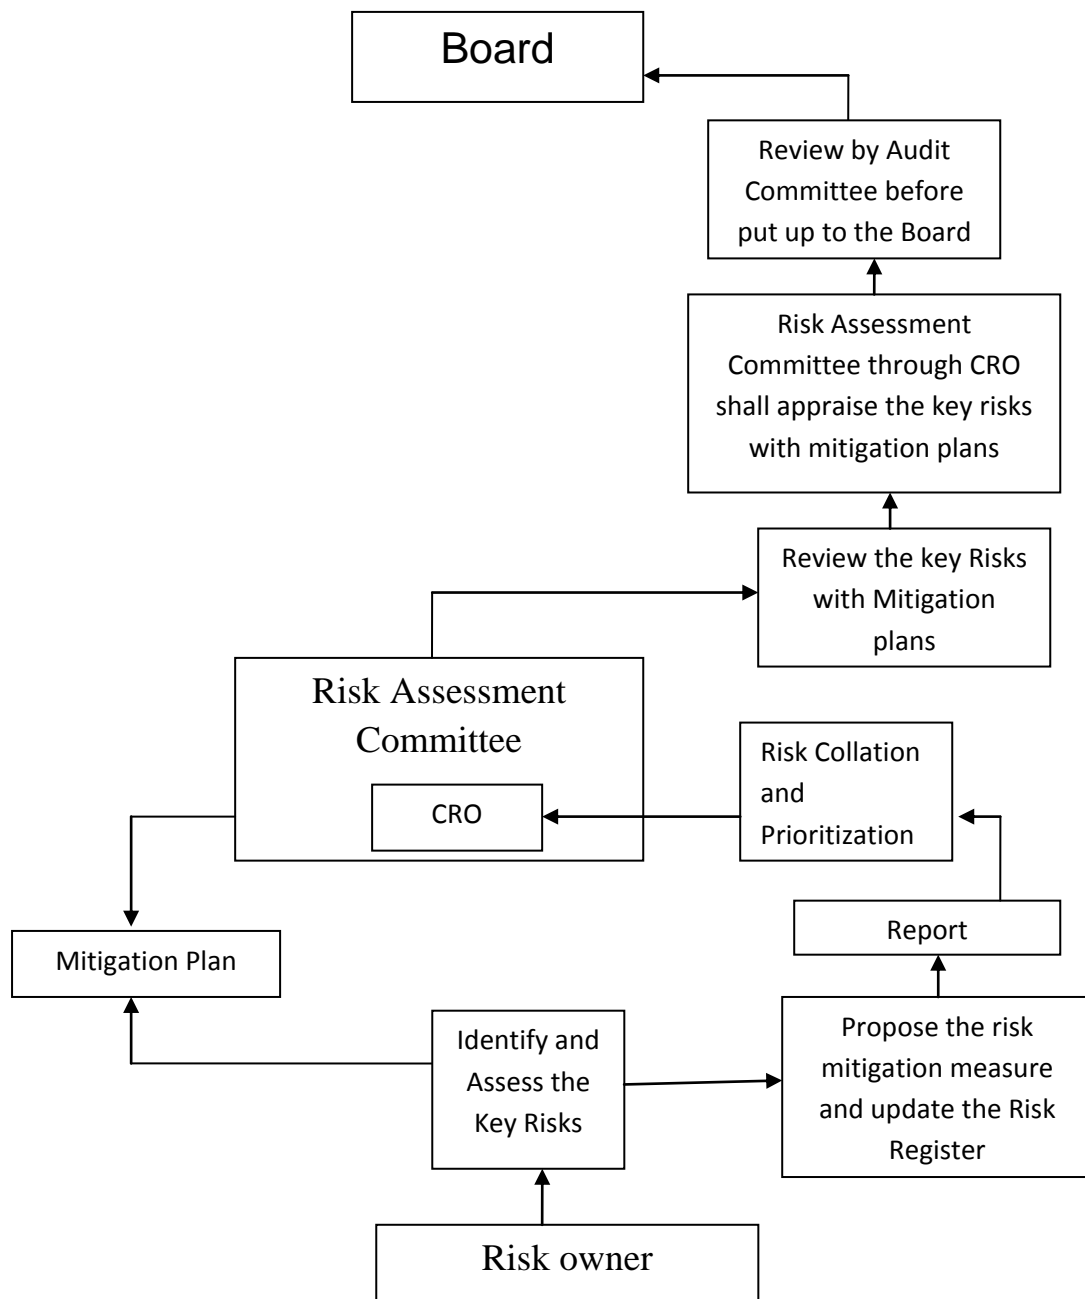 Board
Review by Audit
Committee before
put up to the Board
Risk Assessment
Committee through CRO
shall appraise the key risks
with mitigation plans
Review the key Risks
with Mitigation
plans
Risk Assessment
Committee
CRO
Risk Collation
and
Prioritization
Report
Mitigation Plan
Identify and
Assess the
Key Risks
Propose the risk
mitigation measure
and update the Risk
Register
Risk owner